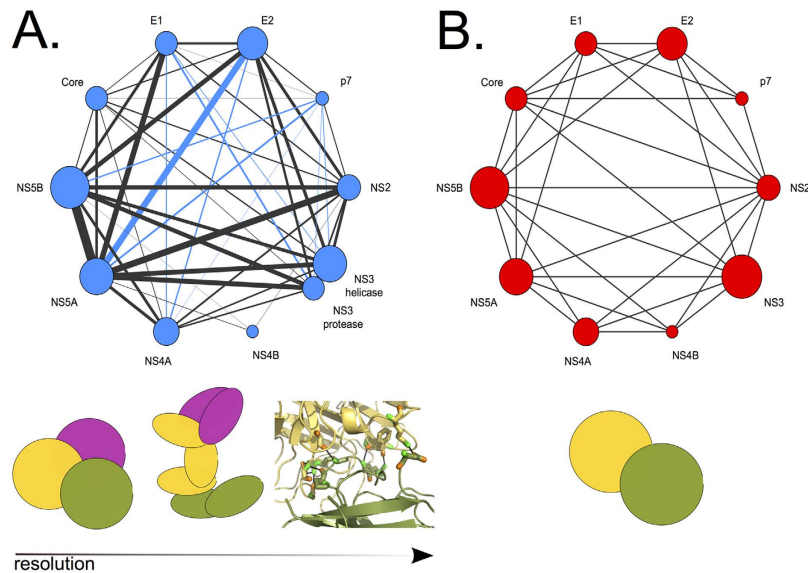 A.
E1
E2
Core
p7
NS5B
NS2
NS5A
NS3
helicase
NS3
protease
NS4A
NS4B
B.
E1
E2
Core
p7
NS5B
NS2
NS5A
NS3
NS4A
NS4B
resolution